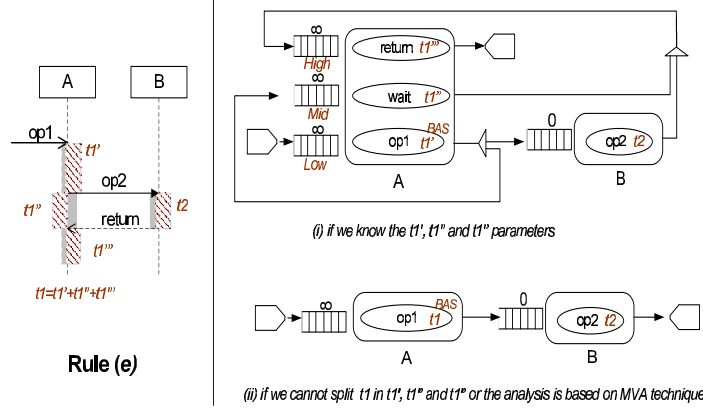 A
B
op1
t1'
op2
t1''
t2
return
t1'''
t1=t1'+t1''+t1'''
Rule (e)
∞
High
return t1'''
∞
Mid
wait t1''
∞
Low
op1 t1'
BAS
A
0
op2 t2
B
(i) if we know the t1', t1'' and t1'' parameters
∞
op1 t1
BAS
A
0
op2 t2
B
(ii) if we cannot split t1 in t1', t1'' and t1'' or the analysis is based on MVA technique